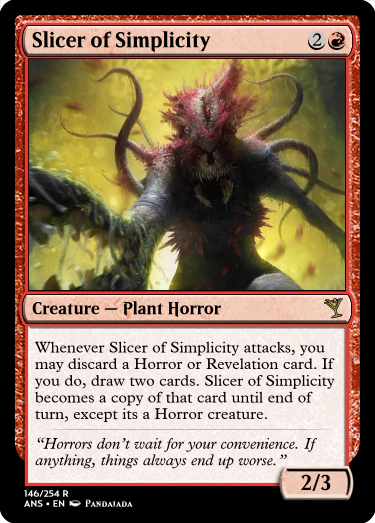 Slicer of Simplicity 2
Creature — Plant Horror
Whenever Slicer of Simplicity attacks, you
may discard a Horror or Revelation card. If
you do, draw two cards. Slicer of Simplicity
becomes a copy of that card until end of
turn, except its a Horror creature.
“Horrors don’t wait for your convenience. If
anything, things always end up worse.”
2/3
146/254 R
ANS • EN Pandajada